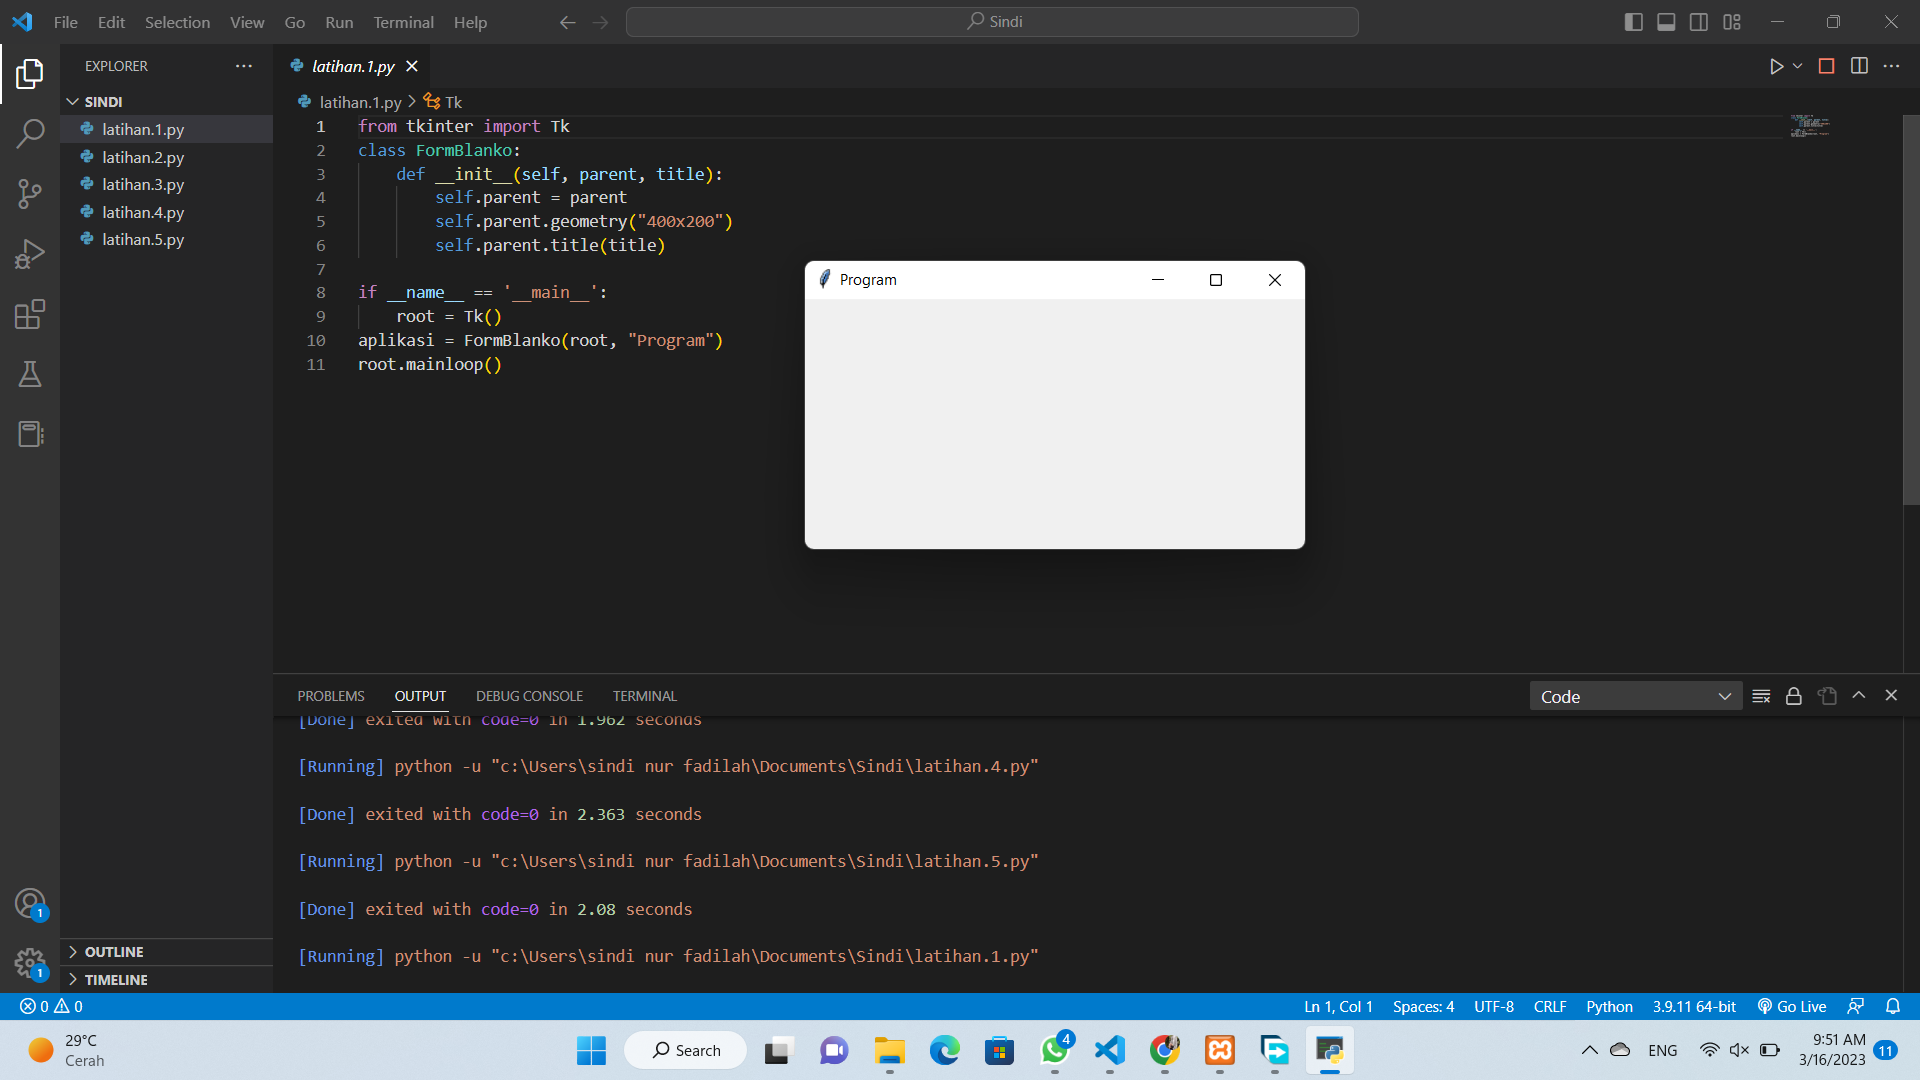 File Edit Selection View Go Run Terminal Help
Sindi
EXPLORER
SINDI
latihan.1.py
latihan.2.py
latihan.3.py
latihan.4.py
latihan.5.py
OUTLINE
TIMELINE
latihan.1.py
latihan.1.py > Tk
1 from tkinter import Tk
2 class FormBlanko:
3     def __init__(self, parent, title):
4         self.parent = parent
5         self.parent.geometry("400x200")
6         self.parent.title(title)
7
8 if __name__ == '__main__':
9     root = Tk()
10 aplikasi = FormBlanko(root, "Program")
11 root.mainloop()
Program
PROBLEMS OUTPUT DEBUG CONSOLE TERMINAL
Code
[Done] exited with code=0 in 1.962 seconds
[Running] python -u "c:\Users\sindi nur fadilah\Documents\Sindi\latihan.4.py"
[Done] exited with code=0 in 2.363 seconds
[Running] python -u "c:\Users\sindi nur fadilah\Documents\Sindi\latihan.5.py"
[Done] exited with code=0 in 2.08 seconds
[Running] python -u "c:\Users\sindi nur fadilah\Documents\Sindi\latihan.1.py"
1
1
0 0
Ln 1, Col 1 Spaces: 4 UTF-8 CRLF Python 3.9.11 64-bit Go Live
29°C
Cerah
Search
4
ENG
9:51 AM
3/16/2023
11